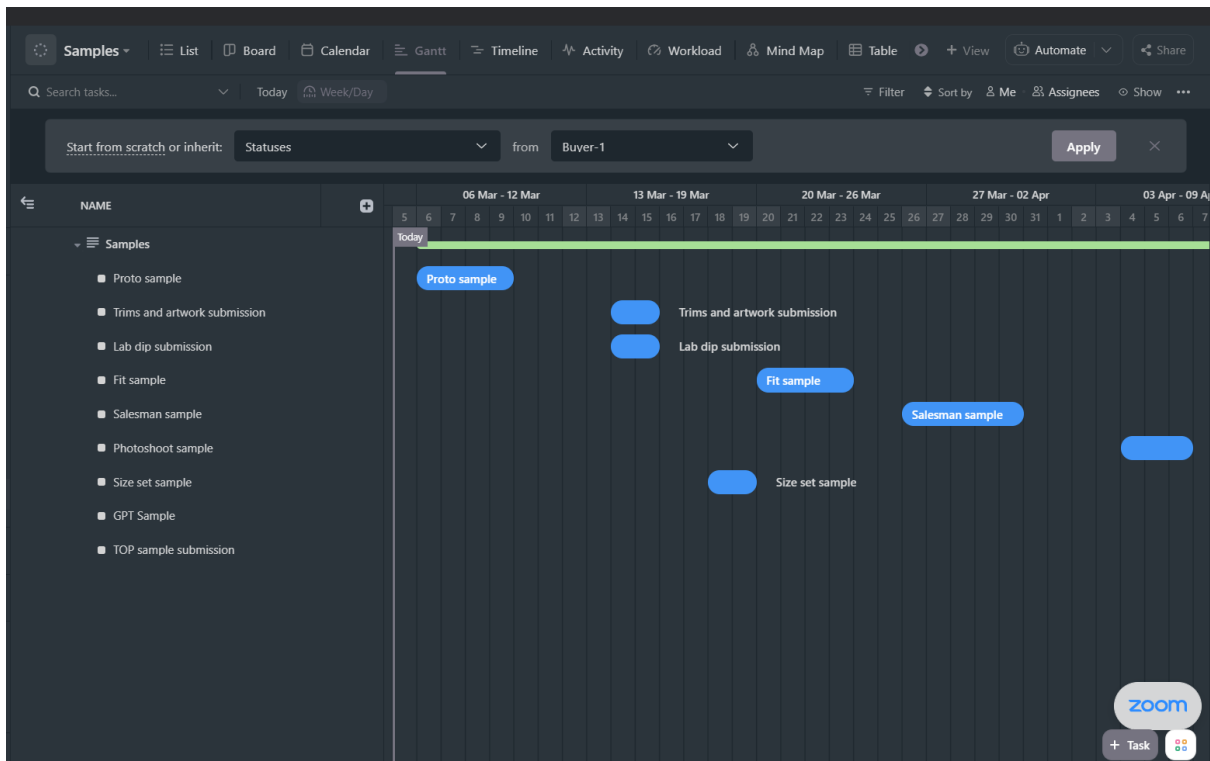 Samples List Board Calendar Gantt Timeline Activity Workload Mind Map Table + View Automate Share
Search tasks... Today Week/Day Filter Sort by Me Assignees Show
Start from scratch or inherit: Statuses from Buyer-1 Apply
NAME
06 Mar - 12 Mar 13 Mar - 19 Mar 20 Mar - 26 Mar 27 Mar - 02 Apr 03 Apr - 09 A
5 6 7 8 9 10 11 12 13 14 15 16 17 18 19 20 21 22 23 24 25 26 27 28 29 30 31 1 2 3 4 5 6 7
Today
Samples
Proto sample Proto sample
Trims and artwork submission Trims and artwork submission
Lab dip submission Lab dip submission
Fit sample Fit sample
Salesman sample Salesman sample
Photoshoot sample
Size set sample Size set sample
GPT Sample
TOP sample submission
zoom
+ Task